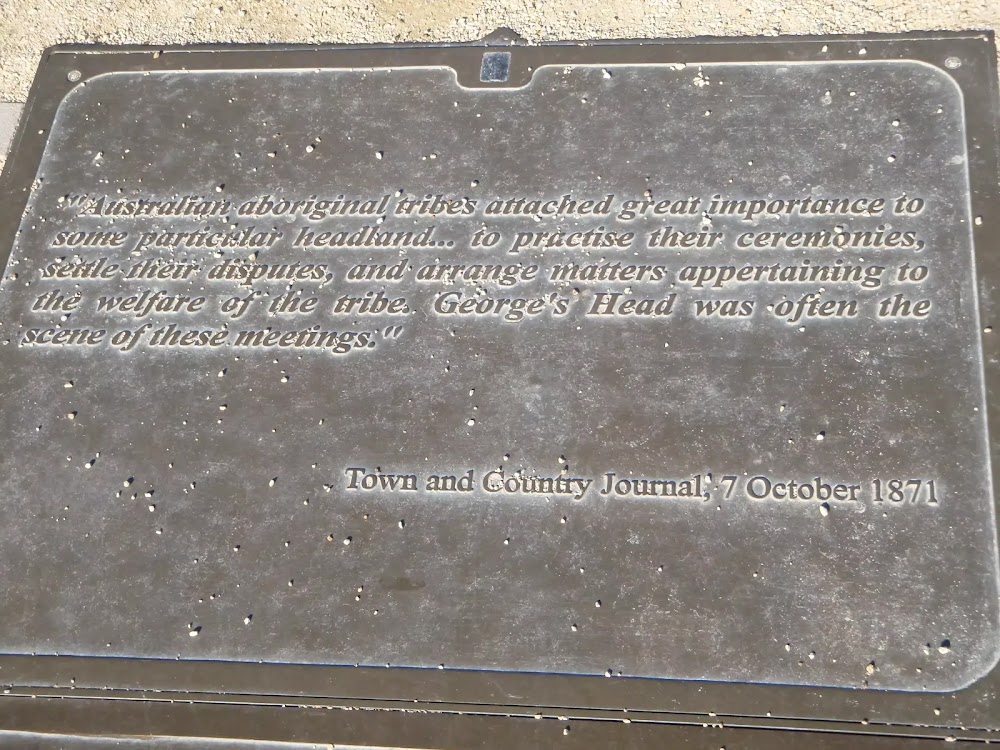 "Australian aboriginal tribes attached great importance to
some particular headland... to practise their ceremonies,
settle their disputes, and arrange matters appertaining to
the welfare of the tribe. George's Head was often the
scene of these meetings."
Town and Country Journal, 7 October 1871